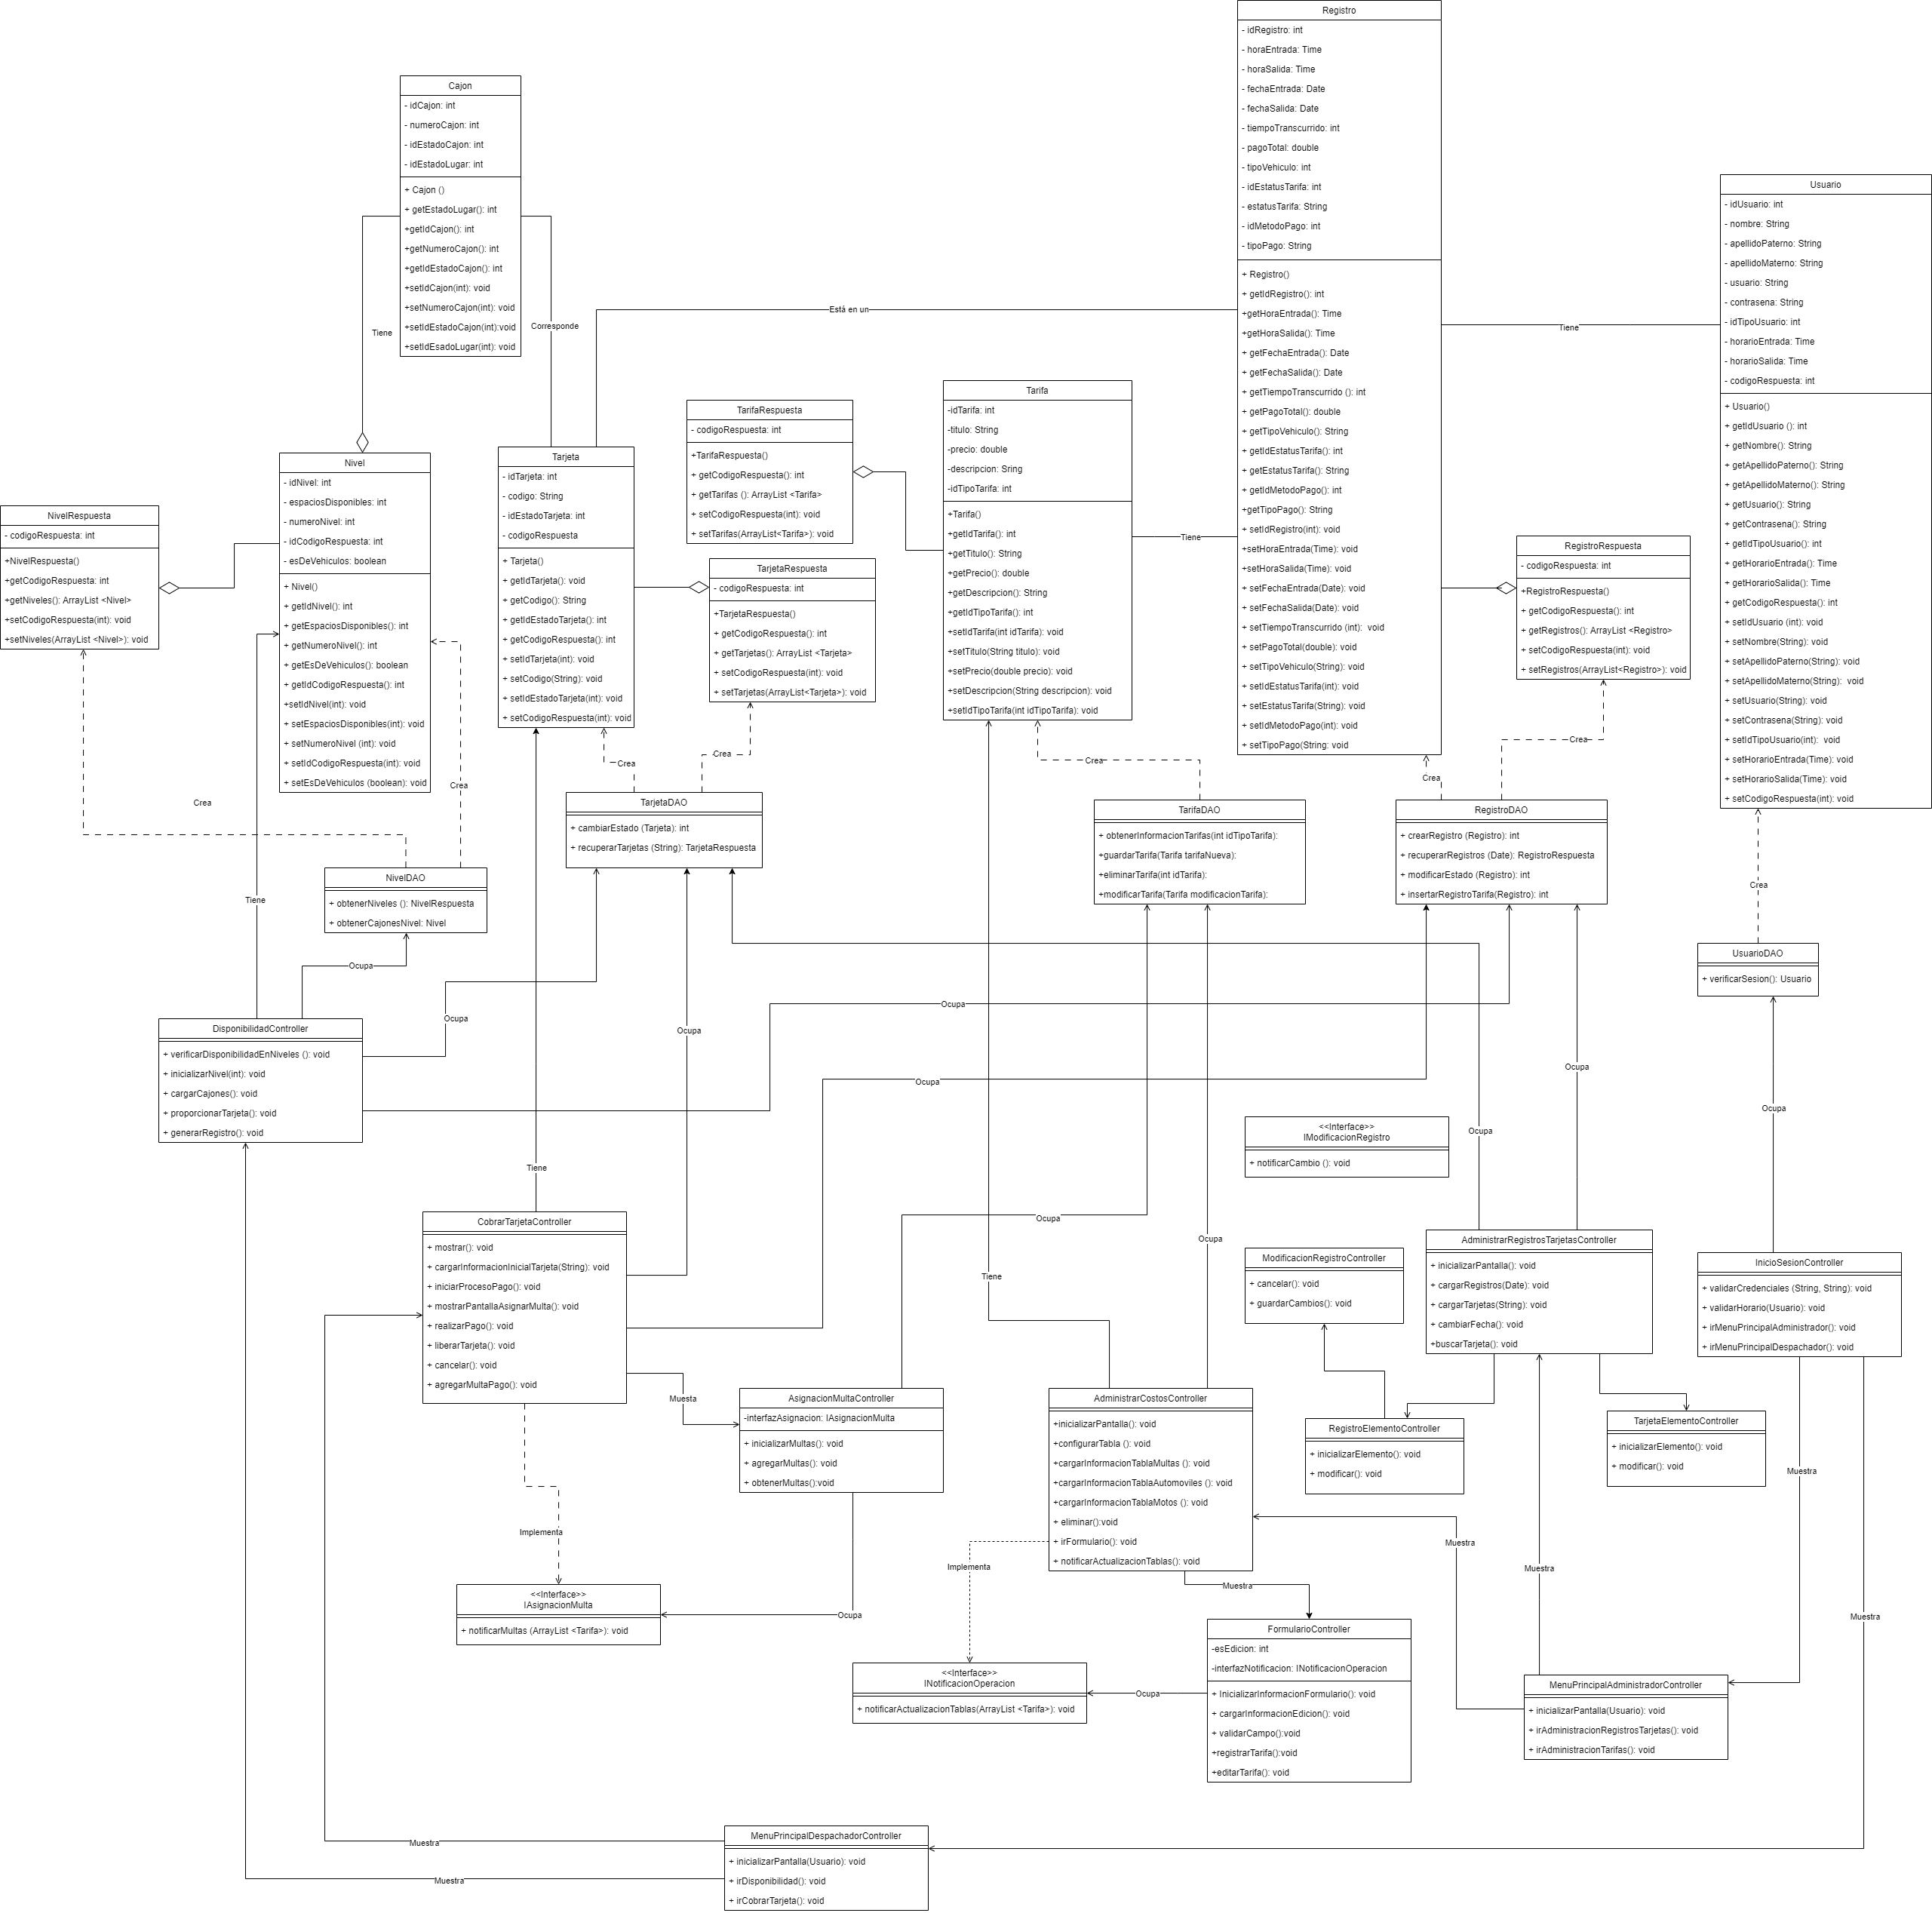 Registro
- idRegistro: int
- horaEntrada: Time
- horaSalida: Time
- fechaEntrada: Date
- fechaSalida: Date
- tiempoTranscurrido: int
- pagoTotal: double
- tipoVehiculo: int
- idEstatusTarifa: int
- estatusTarifa: String
- idMetodoPago: int
- tipoPago: String
+ Registro()
+ getIdRegistro(): int
+getHoraEntrada(): Time
+getHoraSalida(): Time
+ getFechaEntrada(): Date
+ getFechaSalida(): Date
+ getTiempoTranscurrido (): int
+ getPagoTotal(): double
+ getTipoVehiculo(): String
+ getIdEstatusTarifa(): int
+ getEstatusTarifa(): String
+ getIdMetodoPago(): int
+getTipoPago(): String
+ setIdRegistro(int): void
+setHoraEntrada(Time): void
+setHoraSalida(Time): void
+ setFechaEntrada(Date): void
+ setFechaSalida(Date): void
+ setTiempoTranscurrido (int):  void
+ setPagoTotal(double): void
+ setTipoVehiculo(String): void
+ setIdEstatusTarifa(int): void
+ setEstatusTarifa(String): void
+ setIdMetodoPago(int): void
+ setTipoPago(String: void
Cajon
- idCajon: int
- numeroCajon: int
- idEstadoCajon: int
- idEstadoLugar: int
+ Cajon ()
+ getEstadoLugar(): int
+getIdCajon(): int
+getNumeroCajon(): int
+getIdEstadoCajon(): int
+setIdCajon(int): void
+setNumeroCajon(int): void
+setIdEstadoCajon(int):void
+setIdEsadoLugar(int): void
Usuario
- idUsuario: int
- nombre: String
- apellidoPaterno: String
- apellidoMaterno: String
- usuario: String
- contrasena: String
- idTipoUsuario: int
- horarioEntrada: Time
- horarioSalida: Time
- codigoRespuesta: int
+ Usuario()
+ getIdUsuario (): int
+ getNombre(): String
+ getApellidoPaterno(): String
+ getApellidoMaterno(): String
+ getUsuario(): String
+ getContrasena(): String
+ getIdTipoUsuario(): int
+ getHorarioEntrada(): Time
+ getHorarioSalida(): Time
+ getCodigoRespuesta(): int
+ setIdUsuario (int): void
+ setNombre(String): void
+ setApellidoPaterno(String): void
+ setApellidoMaterno(String):  void
+ setUsuario(String): void
+ setContrasena(String): void
+ setIdTipoUsuario(int):  void
+ setHorarioEntrada(Time): void
+ setHorarioSalida(Time): void
+ setCodigoRespuesta(int): void
Tiene
Corresponde
Está en un
Tiene
Tiene
Nivel
- idNivel: int
- espaciosDisponibles: int
- numeroNivel: int
- idCodigoRespuesta: int
- esDeVehiculos: boolean
+ Nivel()
+ getIdNivel(): int
+ getEspaciosDisponibles(): int
+ getNumeroNivel(): int
+ getEsDeVehiculos(): boolean
+ getIdCodigoRespuesta(): int
+setIdNivel(int): void
+ setEspaciosDisponibles(int): void
+ setNumeroNivel (int): void
+ setIdCodigoRespuesta(int): void
+ setEsDeVehiculos (boolean): void
NivelRespuesta
- codigoRespuesta: int
+NivelRespuesta()
+getCodigoRespuesta: int
+getNiveles(): ArrayList <Nivel>
+setCodigoRespuesta(int): void
+setNiveles(ArrayList <Nivel>): void
Tarjeta
- idTarjeta: int
- codigo: String
- idEstadoTarjeta: int
- codigoRespuesta
+ Tarjeta()
+ getIdTarjeta(): void
+ getCodigo(): String
+ getIdEstadoTarjeta(): int
+ getCodigoRespuesta(): int
+ setIdTarjeta(int): void
+ setCodigo(String): void
+ setIdEstadoTarjeta(int): void
+ setCodigoRespuesta(int): void
TarifaRespuesta
- codigoRespuesta: int
+TarifaRespuesta()
+ getCodigoRespuesta(): int
+ getTarifas (): ArrayList <Tarifa>
+ setCodigoRespuesta(int): void
+ setTarifas(ArrayList<Tarifa>): void
TarjetaRespuesta
- codigoRespuesta: int
+TarjetaRespuesta()
+ getCodigoRespuesta(): int
+ getTarjetas(): ArrayList <Tarjeta>
+ setCodigoRespuesta(int): void
+ setTarjetas(ArrayList<Tarjeta>): void
Tarifa
-idTarifa: int
-titulo: String
-precio: double
-descripcion: Sring
-idTipoTarifa: int
+Tarifa()
+getIdTarifa(): int
+getTitulo(): String
+getPrecio(): double
+getDescripcion(): String
+getIdTipoTarifa(): int
+setIdTarifa(int idTarifa): void
+setTitulo(String titulo): void
+setPrecio(double precio): void
+setDescripcion(String descripcion): void
+setIdTipoTarifa(int idTipoTarifa): void
RegistroRespuesta
- codigoRespuesta: int
+RegistroRespuesta()
+ getCodigoRespuesta(): int
+ getRegistros(): ArrayList <Registro>
+ setCodigoRespuesta(int): void
+ setRegistros(ArrayList<Registro>): void
Crea
Crea
Crea
Crea
Crea
Crea
Crea
Crea
TarjetaDAO
+ cambiarEstado (Tarjeta): int
+ recuperarTarjetas (String): TarjetaRespuesta
TarifaDAO
+ obtenerInformacionTarifas(int idTipoTarifa):
+guardarTarifa(Tarifa tarifaNueva):
+eliminarTarifa(int idTarifa):
+modificarTarifa(Tarifa modificacionTarifa):
RegistroDAO
+ crearRegistro (Registro): int
+ recuperarRegistros (Date): RegistroRespuesta
+ modificarEstado (Registro): int
+ insertarRegistroTarifa(Registro): int
NivelDAO
+ obtenerNiveles (): NivelRespuesta
+ obtenerCajonesNivel: Nivel
UsuarioDAO
+ verificarSesion(): Usuario
Tiene
Ocupa
Ocupa
Ocupa
Ocupa
Ocupa
Ocupa
Ocupa
Ocupa
DisponibilidadController
+ verificarDisponibilidadEnNiveles (): void
+ inicializarNivel(int): void
+ cargarCajones(): void
+ proporcionarTarjeta(): void
+ generarRegistro(): void
<<Interface>>
IModificacionRegistro
+ notificarCambio (): void
Tiene
Ocupa
Ocupa
Tiene
CobrarTarjetaController
+ mostrar(): void
+ cargarInformacionInicialTarjeta(String): void
+ iniciarProcesoPago(): void
+ mostrarPantallaAsignarMulta(): void
+ realizarPago(): void
+ liberarTarjeta(): void
+ cancelar(): void
+ agregarMultaPago(): void
ModificacionRegistroController
+ cancelar(): void
+ guardarCambios(): void
AdministrarRegistrosTarjetasController
+ inicializarPantalla(): void
+ cargarRegistros(Date): void
+ cargarTarjetas(String): void
+ cambiarFecha(): void
+buscarTarjeta(): void
InicioSesionController
+ validarCredenciales (String, String): void
+ validarHorario(Usuario): void
+ irMenuPrincipalAdministrador(): void
+ irMenuPrincipalDespachador(): void
Muesta
AsignacionMultaController
-interfazAsignacion: IAsignacionMulta
+ inicializarMultas(): void
+ agregarMultas(): void
+ obtenerMultas():void
AdministrarCostosController
+inicializarPantalla(): void
+configurarTabla (): void
+cargarInformacionTablaMultas (): void
+cargarInformacionTablaAutomoviles (): void
+cargarInformacionTablaMotos (): void
+ eliminar():void
+ irFormulario(): void
+ notificarActualizacionTablas(): void
RegistroElementoController
+ inicializarElemento(): void
+ modificar(): void
TarjetaElementoController
+ inicializarElemento(): void
+ modificar(): void
Muestra
Implementa
Muestra
Implementa
Muestra
Muestra
Muestra
<<Interface>>
IAsignacionMulta
+ notificarMultas (ArrayList <Tarifa>): void
Ocupa
FormularioController
-esEdicion: int
-interfazNotificacion: INotificacionOperacion
+ InicializarInformacionFormulario(): void
+ cargarInformacionEdicion(): void
+ validarCampo():void
+registrarTarifa():void
+editarTarifa(): void
<<Interface>>
INotificacionOperacion
+ notificarActualizacionTablas(ArrayList <Tarifa>): void
Ocupa
MenuPrincipalAdministradorController
+ inicializarPantalla(Usuario): void
+ irAdministracionRegistrosTarjetas(): void
+ irAdministracionTarifas(): void
Muestra
Muestra
MenuPrincipalDespachadorController
+ inicializarPantalla(Usuario): void
+ irDisponibilidad(): void
+ irCobrarTarjeta(): void